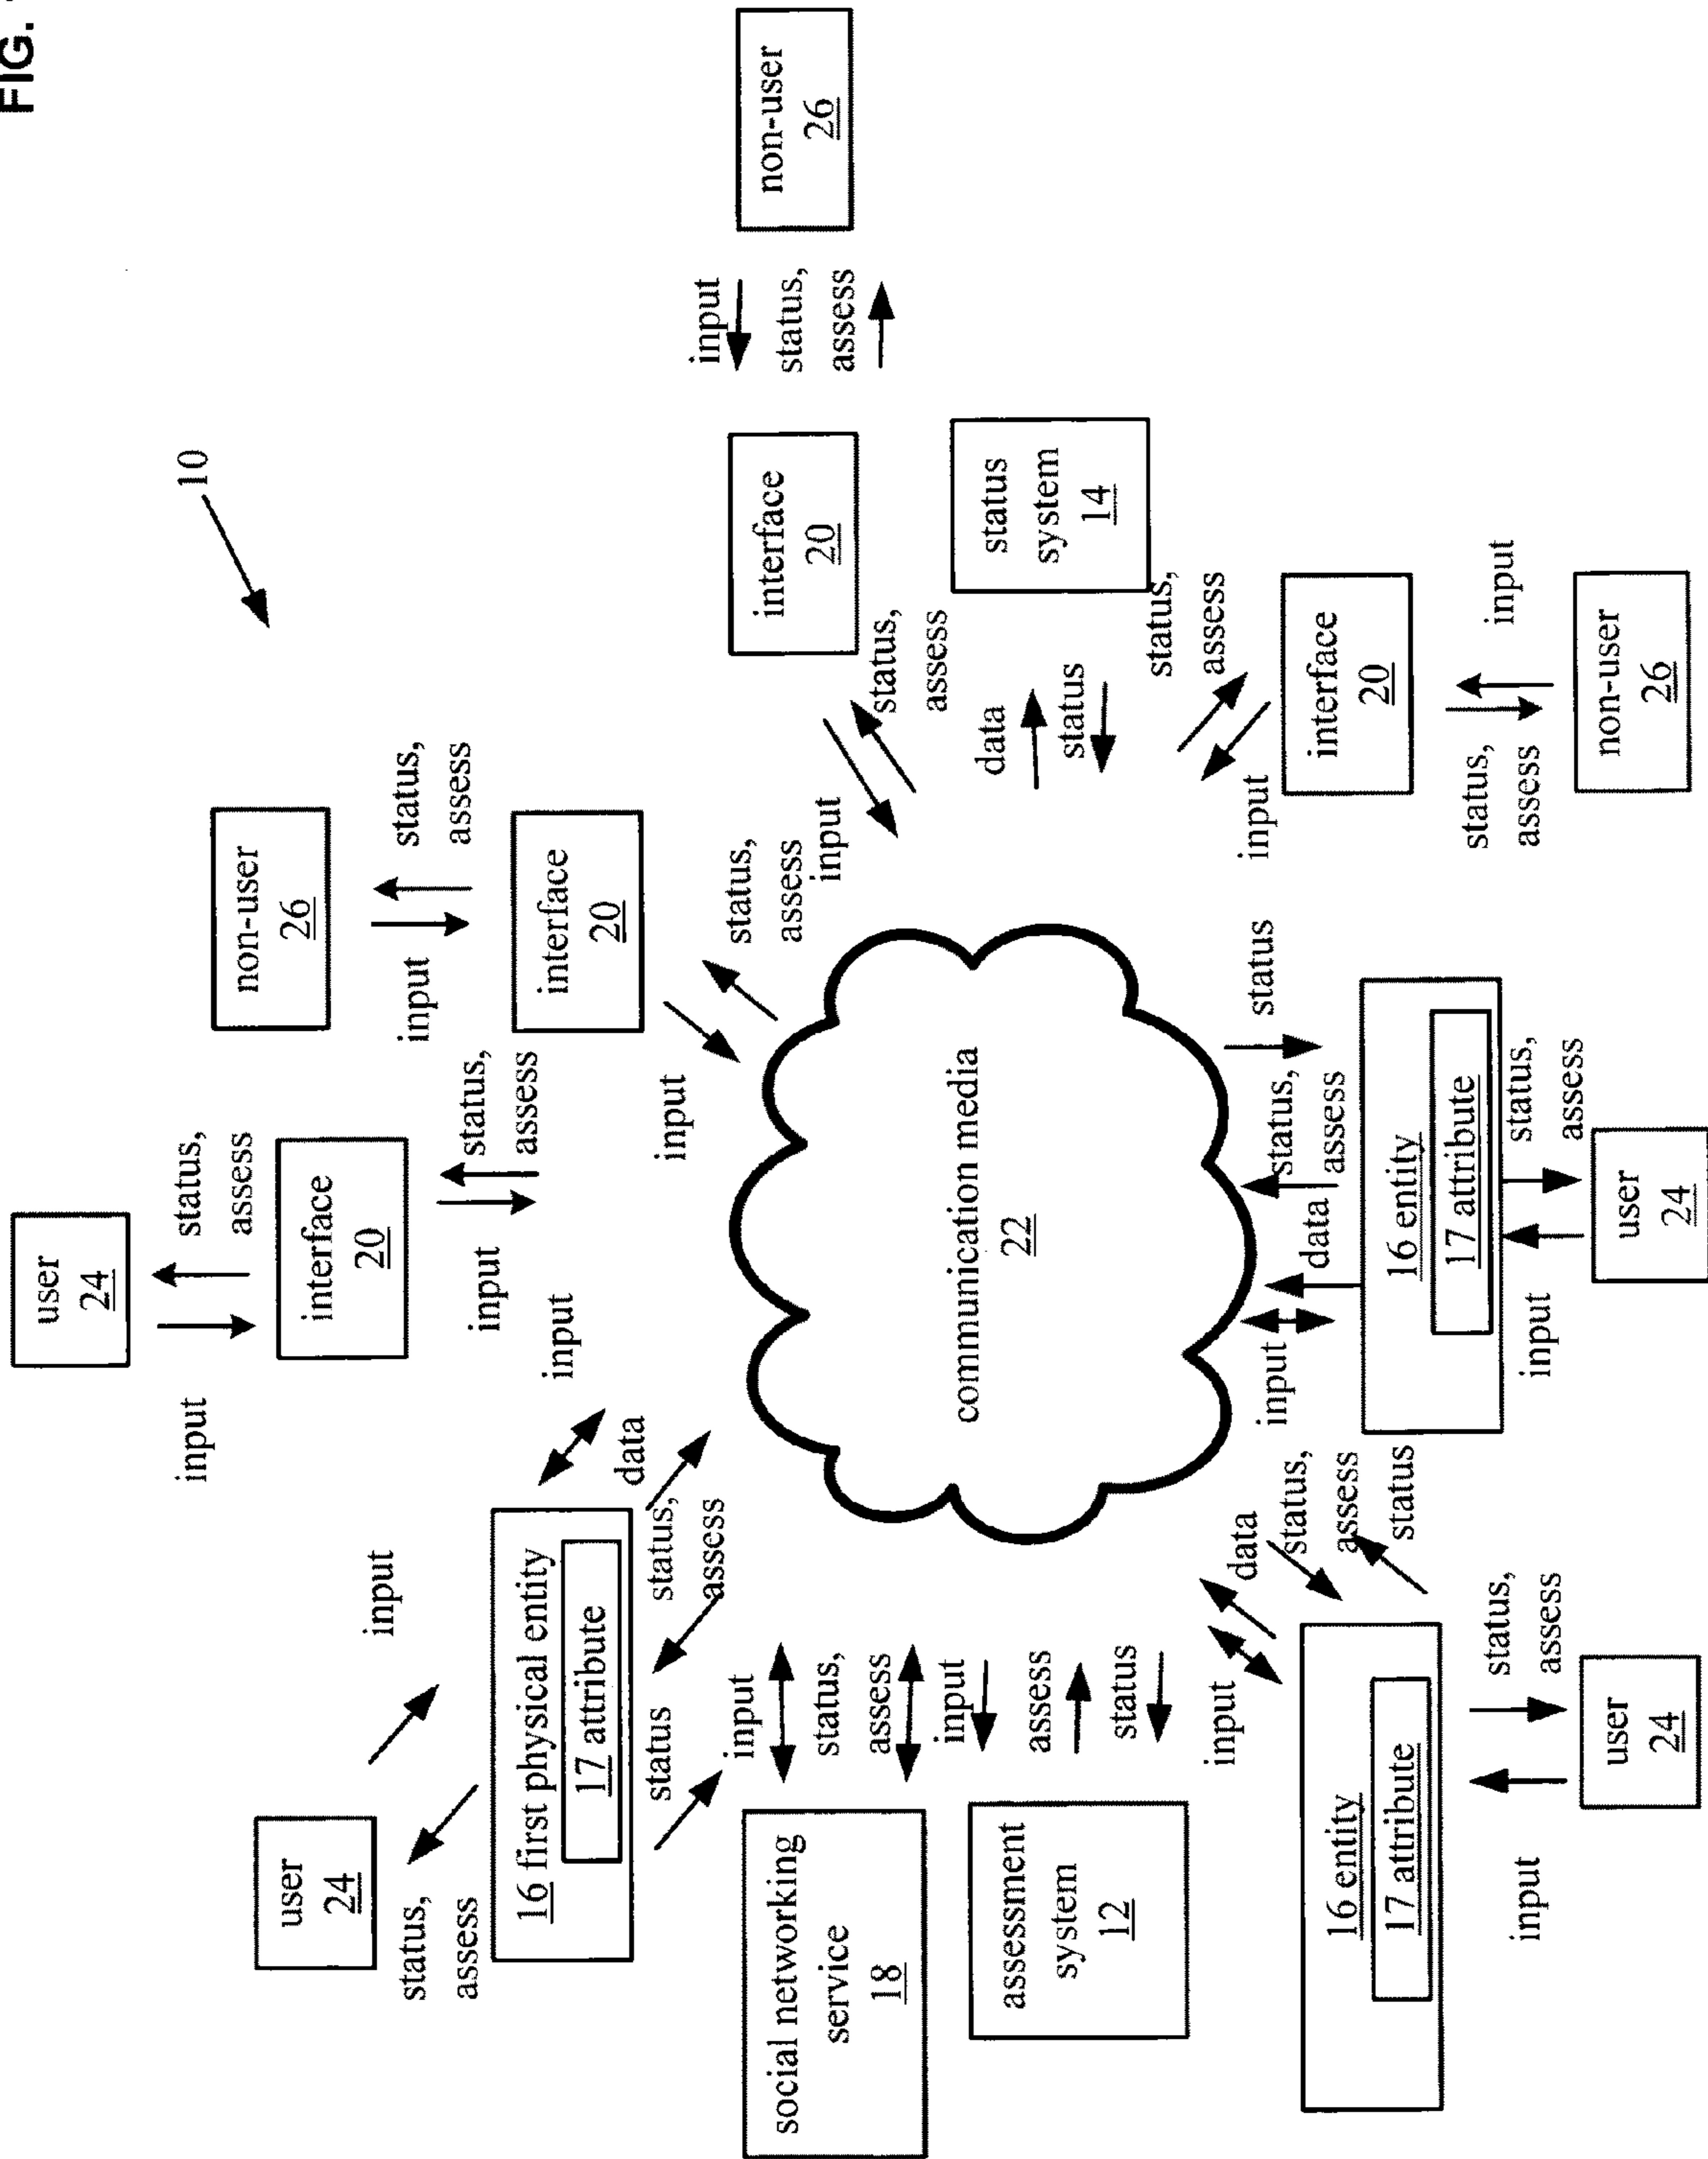 FIG.
user
24
input
status,
assess
10
user
24
interface
20
non-user
26
input
status,
assess
input
status,
assess
status,
assess
input
16 first physical entity
17 attribute
input
interface
20
data
status,
assess
status
input
input
status,
assess
input
non-user
26
interface
20
status,
assess
social networking
service
18
input
status,
assess
status,
assess
input
communication media
22
data
status
system
14
assessment
system
12
assess
status
status
status,
assess
input
data
input
status
input
status,
assess
status,
assess
data
interface
20
16 entity
17 attribute
status
16 entity
17 attribute
status,
assess
input
status,
assess
status,
assess
input
input
non-user
26
user
24
user
24